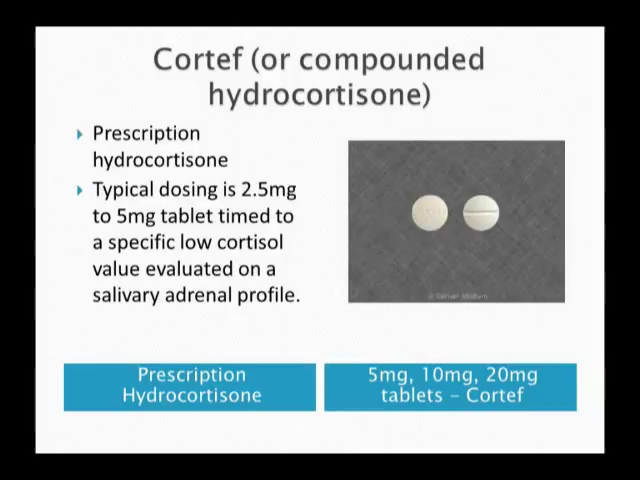 Cortef (or compounded
hydrocortisone)
Prescription
hydrocortisone
Typical dosing is 2.5mg
to 5mg tablet timed to
a specific low cortisol
value evaluated on a
salivary adrenal profile.
Prescription
Hydrocortisone
5mg, 10mg, 20mg
tablets – Cortef